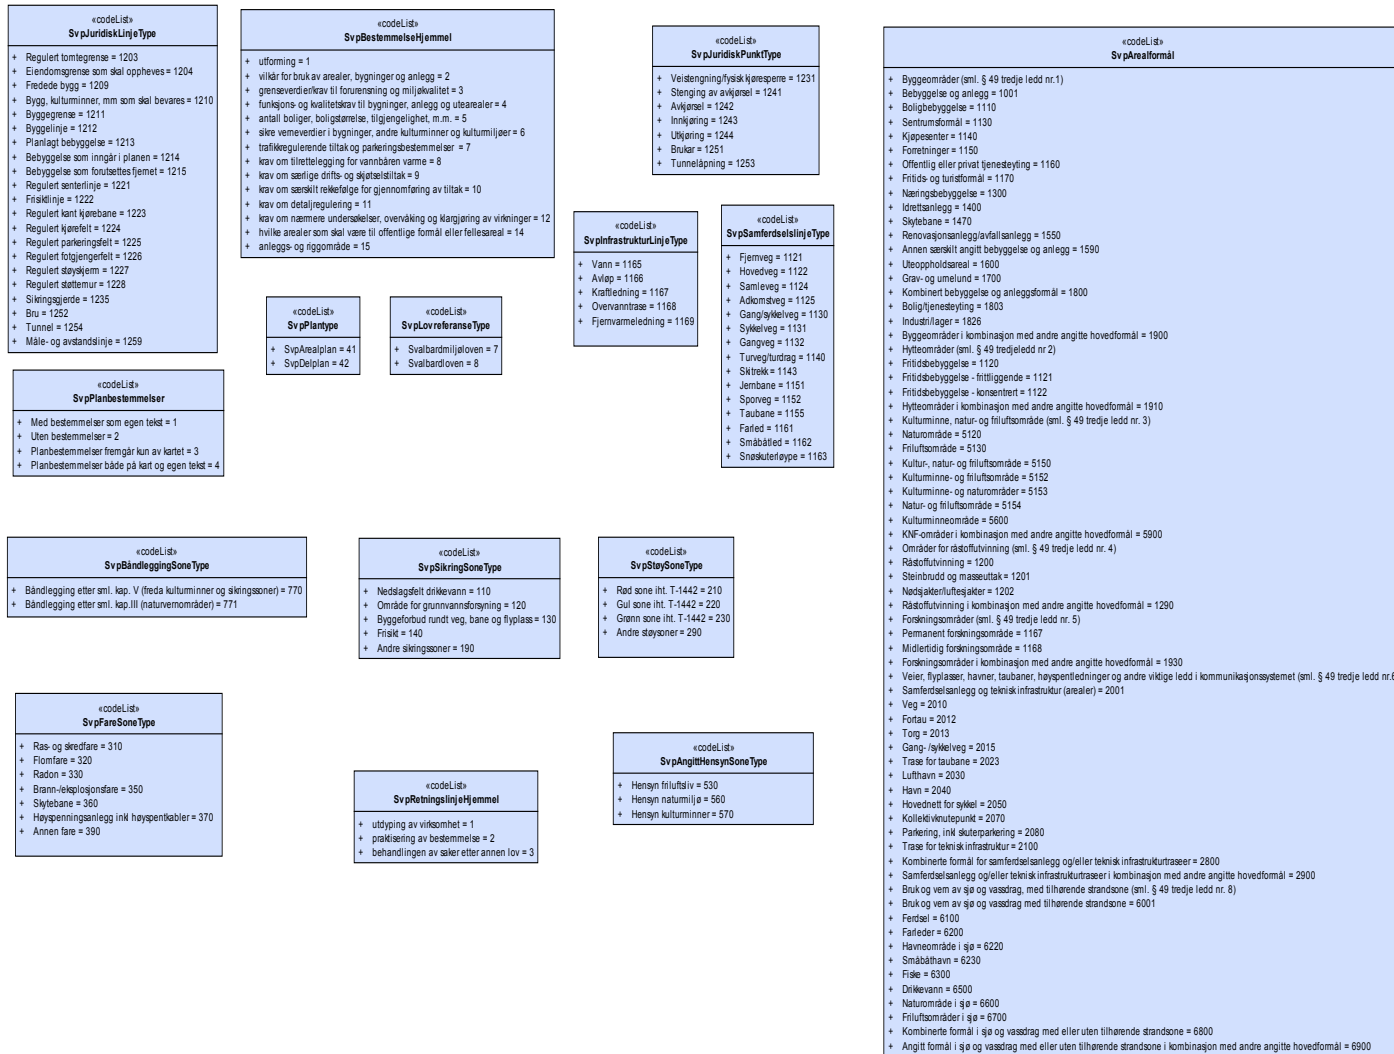 «codeList»
SvpJuridiskLinjeType
+ Regulert tomtegrense = 1203
+ Eiendomsgrense som skal oppheves = 1204
+ Fredede bygg = 1209
+ Bygg, kulturminner, mm som skal bevares = 1210
+ Byggegrense = 1211
+ Byggelinje = 1212
+ Planlagt bebyggelse = 1213
+ Bebyggelse som inngår i planen = 1214
+ Bebyggelse som forutsettes fjernet = 1215
+ Regulert senterlinje = 1221
+ Frisiktlinje = 1222
+ Regulert kant kjørebane = 1223
+ Regulert kjørefelt = 1224
+ Regulert parkeringsfelt = 1225
+ Regulert fotgjengerfelt = 1226
+ Regulert støyskjerm = 1227
+ Regulert støttemur = 1228
+ Sikringsgjerde = 1235
+ Bru = 1252
+ Tunnel = 1254
+ Måle- og avstandslinje = 1259
«codeList»
SvpBestemmelseHjemmel
+ utforming = 1
+ vilkår for bruk av arealer, bygninger og anlegg = 2
+ grenseverdier/krav til forurensning og miljøkvalitet = 3
+ funksjons- og kvalitetskrav til bygninger, anlegg og utearealer = 4
+ antall boliger, boligstørrelse, tilgjengelighet, m.m. = 5
+ sikre verneverdier i bygninger, andre kulturminner og kulturmiljøer = 6
+ trafikkregulerende tiltak og parkeringsbestemmelser = 7
+ krav om tilrettelegging for vannbåren varme = 8
+ krav om særlige drifts- og skjøtselstiltak = 9
+ krav om særskilt rekkefølge for gjennomføring av tiltak = 10
+ krav om detaljregulering = 11
+ krav om nærmere undersøkelser, overvåking og klargjøring av virkninger = 12
+ hvilke arealer som skal være til offentlige formål eller fellesareal = 14
+ anleggs- og riggområde = 15
«codeList»
SvpJuridiskPunktType
+ Veistengning/fysisk kjøresperre = 1231
+ Stenging av avkjørsel = 1241
+ Avkjørsel = 1242
+ Innkjøring = 1243
+ Utkjøring = 1244
+ Brukar = 1251
+ Tunnelåpning = 1253
«codeList»
SvpInfrastrukturLinjeType
+ Vann = 1165
+ Avløp = 1166
+ Kraftledning = 1167
+ Overvanntrase = 1168
+ Fjernvarmeledning = 1169
«codeList»
SvpSamferdselslinjeType
+ Fjernveg = 1121
+ Hovedveg = 1122
+ Samleveg = 1124
+ Adkomstveg = 1125
+ Gang/sykkelveg = 1130
+ Sykkelveg = 1131
+ Gangveg = 1132
+ Turveg/turdrag = 1140
+ Skitrekk = 1143
+ Jernbane = 1151
+ Sporveg = 1152
+ Taubane = 1155
+ Farled = 1161
+ Småbåtled = 1162
+ Snøskuterløype = 1163
«codeList»
SvpPlantype
+ SvpArealplan = 41
+ SvpDelplan = 42
«codeList»
SvpLovreferanseType
+ Svalbardmiljøloven = 7
+ Svalbardloven = 8
«codeList»
SvpPlanbestemmelser
+ Med bestemmelser som egen tekst = 1
+ Uten bestemmelser = 2
+ Planbestemmelser fremgår kun av kartet = 3
+ Planbestemmelser både på kart og egen tekst = 4
«codeList»
SvpBåndleggingSoneType
+ Båndlegging etter sml. kap. V (freda kulturminner og sikringssoner) = 770
+ Båndlegging etter sml. kap.III (naturvernområder) = 771
«codeList»
SvpSikringSoneType
+ Nedslagsfelt drikkevann = 110
+ Område for grunnvannsforsyning = 120
+ Byggeforbud rundt veg, bane og flyplass = 130
+ Frisikt = 140
+ Andre sikringssoner = 190
«codeList»
SvpStøySoneType
+ Rød sone iht. T-1442 = 210
+ Gul sone iht. T-1442 = 220
+ Grønn sone iht. T-1442 = 230
+ Andre støysoner = 290
«codeList»
SvpFareSoneType
+ Ras- og skredfare = 310
+ Flomfare = 320
+ Radon = 330
+ Brann-/eksplosjonsfare = 350
+ Skytebane = 360
+ Høyspenningsanlegg inkl høyspentkabler = 370
+ Annen fare = 390
«codeList»
SvpRetningslinjeHjemmel
+ utdyping av virksomhet = 1
+ praktisering av bestemmelse = 2
+ behandlingen av saker etter annen lov = 3
«codeList»
SvpAngittHensynSoneType
+ Hensyn friluftsliv = 530
+ Hensyn naturmiljø = 560
+ Hensyn kulturminner = 570
«codeList»
SvpArealformål
+ Byggeområder (sml. § 49 tredje ledd nr.1)
+ Bebyggelse og anlegg = 1001
+ Boligbebyggelse = 1110
+ Sentrumsformål = 1130
+ Kjøpesenter = 1140
+ Forretninger = 1150
+ Offentlig eller privat tjenesteyting = 1160
+ Fritids- og turistformål = 1170
+ Næringsbebyggelse = 1300
+ Idrettsanlegg = 1400
+ Skytebane = 1470
+ Renovasjonsanlegg/avfallsanlegg = 1550
+ Annen særskilt angitt bebyggelse og anlegg = 1590
+ Uteoppholdsareal = 1600
+ Grav- og urnelund = 1700
+ Kombinert bebyggelse og anleggsformål = 1800
+ Bolig/tjenesteyting = 1803
+ Industri/lager = 1826
+ Byggeområder i kombinasjon med andre angitte hovedformål = 1900
+ Hytteområder (sml. § 49 tredjeledd nr 2)
+ Fritidsbebyggelse = 1120
+ Fritidsbebyggelse - frittliggende = 1121
+ Fritidsbebyggelse - konsentrert = 1122
+ Hytteområder i kombinasjon med andre angitte hovedformål = 1910
+ Kulturminne, natur- og friluftsområde (sml. § 49 tredje ledd nr. 3)
+ Naturområde = 5120
+ Friluftsområde = 5130
+ Kultur-, natur- og friluftsområde = 5150
+ Kulturminne- og friluftsområde = 5152
+ Kulturminne- og naturområder = 5153
+ Natur- og friluftsområde = 5154
+ Kulturminneområde = 5600
+ KNF-områder i kombinasjon med andre angitte hovedformål = 5900
+ Områder for råstoffutvinning (sml. § 49 tredje ledd nr. 4)
+ Råstoffutvinning = 1200
+ Steinbrudd og masseuttak = 1201
+ Nødsjakter/luftesjakter = 1202
+ Råstoffutvinning i kombinasjon med andre angitte hovedformål = 1290
+ Forskningsområder (sml. § 49 tredje ledd nr. 5)
+ Permanent forskningsområde = 1167
+ Midlertidig forskningsområde = 1168
+ Forskningsområder i kombinasjon med andre angitte hovedformål = 1930
+ Veier, flyplasser, havner, taubaner, høyspentledninger og andre viktige ledd i kommunikasjonssystemet (sml. § 49 tredje ledd nr.6
+ Samferdselsanlegg og teknisk infrastruktur (arealer) = 2001
+ Veg = 2010
+ Fortau = 2012
+ Torg = 2013
+ Gang- /sykkelveg = 2015
+ Trase for taubane = 2023
+ Lufthavn = 2030
+ Havn = 2040
+ Hovednett for sykkel = 2050
+ Kollektivknutepunkt = 2070
+ Parkering, inkl skuterparkering = 2080
+ Trase for teknisk infrastruktur = 2100
+ Kombinerte formål for samferdselsanlegg og/eller teknisk infrastrukturtraseer = 2800
+ Samferdselsanlegg og/eller teknisk infrastrukturtraseer i kombinasjon med andre angitte hovedformål = 2900
+ Bruk og vern av sjø og vassdrag, med tilhørende strandsone (sml. § 49 tredje ledd nr. 8)
+ Bruk og vern av sjø og vassdrag med tilhørende strandsone = 6001
+ Ferdsel = 6100
+ Farleder = 6200
+ Havneområde i sjø = 6220
+ Småbåthavn = 6230
+ Fiske = 6300
+ Drikkevann = 6500
+ Naturområde i sjø = 6600
+ Friluftsområder i sjø = 6700
+ Kombinerte formål i sjø og vassdrag med eller uten tilhørende strandsone = 6800
+ Angitt formål i sjø og vassdrag med eller uten tilhørende strandsone i kombinasjon med andre angitte hovedformål = 6900